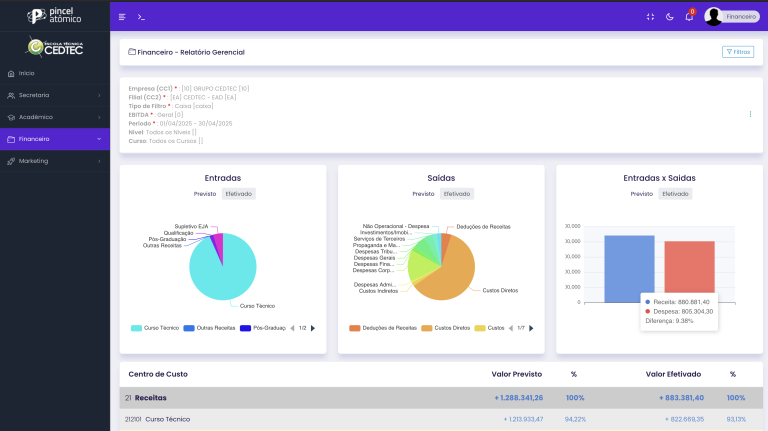 pincel atômico
ESCOLA TÉCNICA
CEDTEC
Início
Secretaria
Acadêmico
Financeiro
Marketing
8
Financeiro
Financeiro - Relatório Gerencial
Filtros
Empresa (CC1) * : [10] GRUPO CEDTEC [10]
Filial (CC2) * : [EA] CEDTEC - EAD [EA]
Tipo de Filtro * : Caixa [caixa]
EBITDA * : Geral [0]
Período * : 01/04/2025 - 30/04/2025
Nível: Todos os Níveis []
Curso: Todos os Cursos []
Entradas
Previsto Efetivado
Supletivo EJA
Qualificação
Pós-Graduação
Outras Receitas
Curso Técnico
Curso Técnico Outras Receitas Pós-Graduaç 1/2
Saídas
Previsto Efetivado
Não Operacional - Despesa
Investimentos/Imobi...
Serviços de Terceiros
Propaganda e Ma...
Despesas Tribu...
Despesas Gerais
Despesas Fina...
Despesas Corp...
Despesas Admi...
Custos Indiretos
Deduções de Receitas
Custos Diretos
Deduções de Receitas Custos Diretos Custos 1/7
Entradas x Saídas
Previsto Efetivado
30,000
30,000
30,000
30,000
30,000
0
Receita: 880.881,40
Despesa: 805.304,30
Diferença: 9.38%
Centro de Custo Valor Previsto % Valor Efetivado %
21 Receitas + 1.288.341,26 100% + 883.381,40 100%
212101 Curso Técnico + 1.213.933,47 94,22% + 822.669,35 93,13%